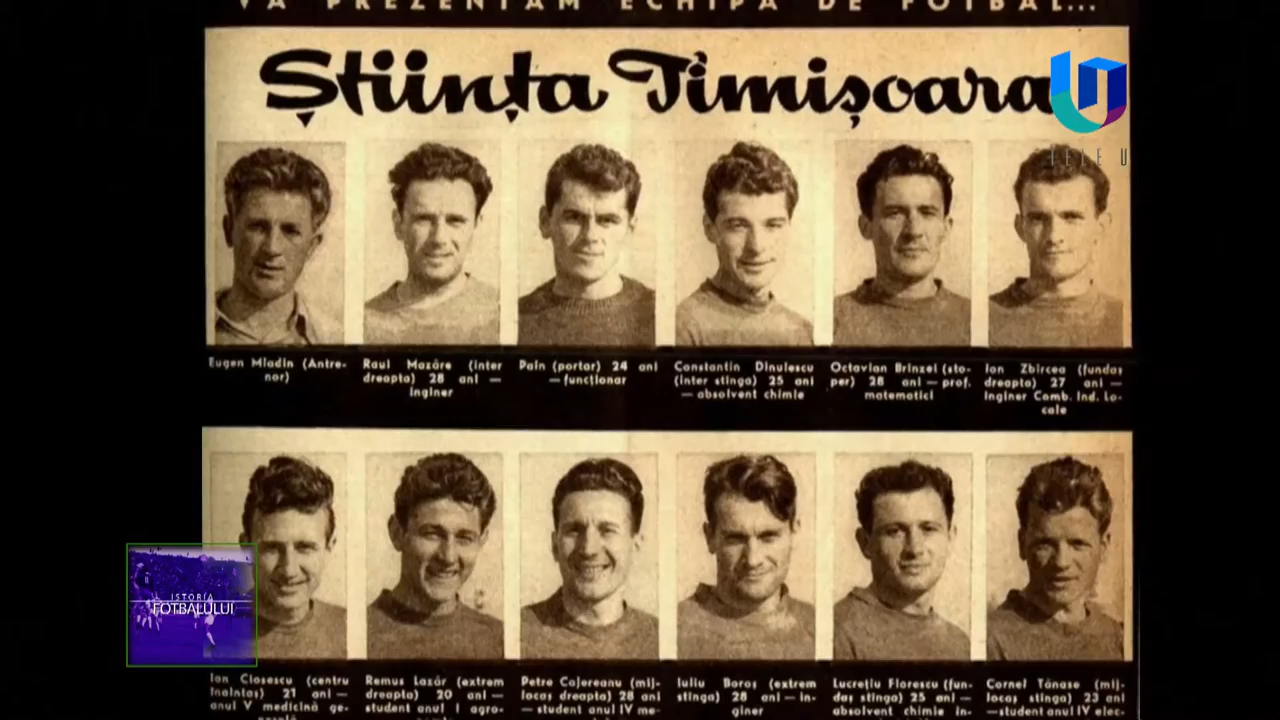 VĂ PREZENTĂM ECHIPA DE FOTBAL...
Știința Timișoara
TELE U
Eugen Mladin (Antre-
nor)
Raul Mazăre (inter
dreapta) 28 ani —
inginer
Pain (portar) 24 ani
— funcționar
Constantin Dinulescu
(inter stînga) 25 ani
— absolvent chimie
Octavian Brînzei (sto-
per) 28 ani — prof.
matematici
Ion Zbîrcea (fundaș
dreapta) 27 ani —
Inginer Comb. Ind. Lo-
cale
ISTORIA
FOTBALULUI
Ion Ciosescu (centru
înaintaș) 21 ani —
anul V medicină ge-
Remus Lazăr (extrem
dreapta) 20 ani —
student anul I agro-
Petre Cojereanu (mij-
locaș dreapta) 28 ani
— student anul IV me-
Iuliu Boroș (extrem
stînga) 28 ani — in-
giner
Lucrețiu Florescu (fun-
daș stînga) 25 ani —
absolvent chimie in-
Cornel Tănase (mij-
locaș stînga) 23 ani
— student anul IV elec-